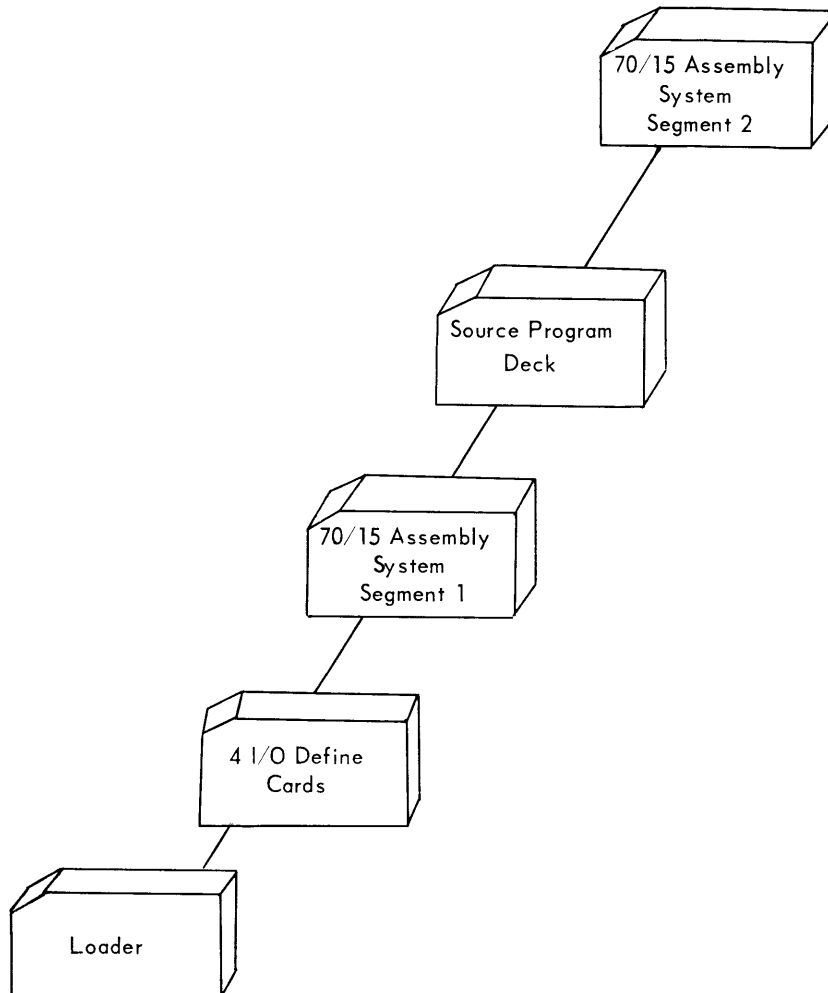 70/15 Assembly
System
Segment 2
Source Program
Deck
70/15 Assembly
System
Segment 1
4 I/O Define
Cards
Loader